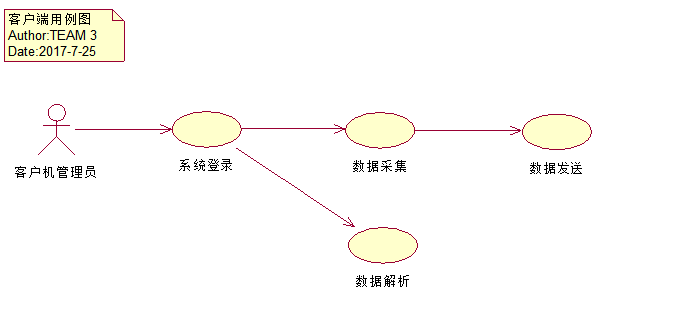 客户端用例图
Author:TEAM 3
Date:2017-7-25
客户机管理员
系统登录
数据采集
数据发送
数据解析